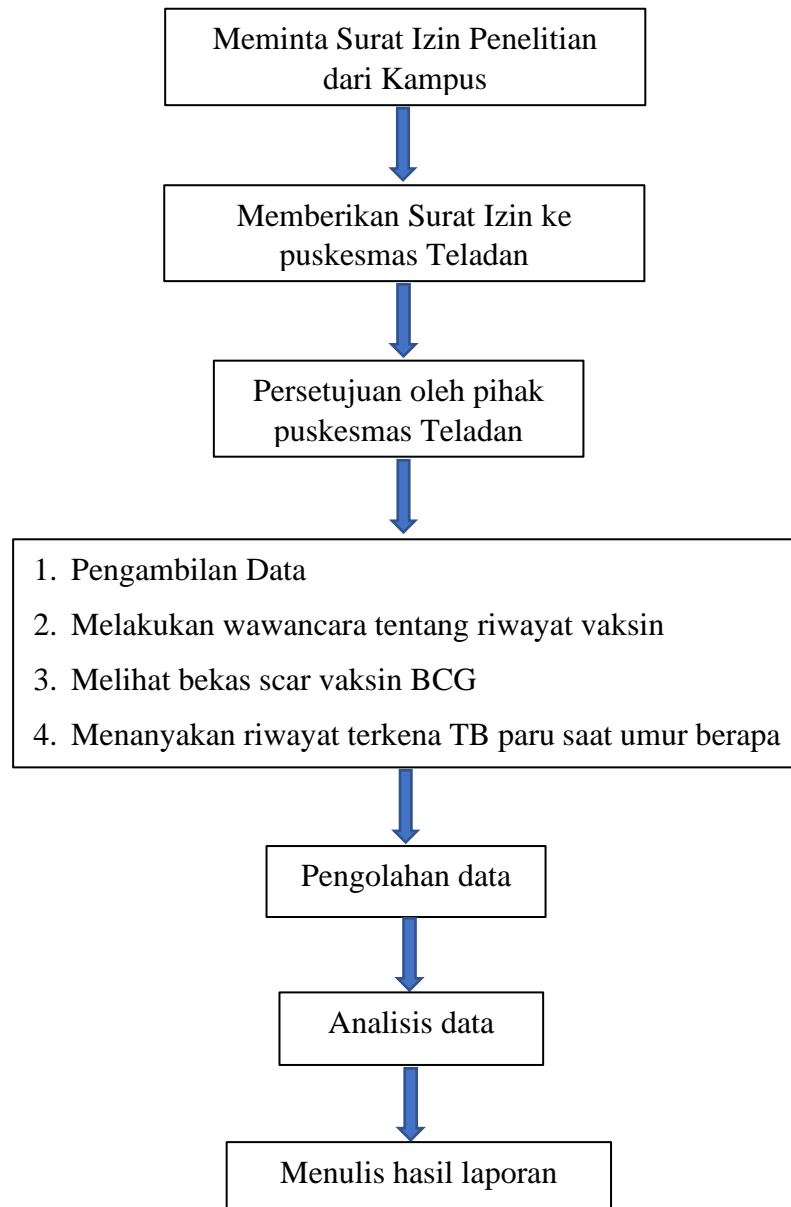 Meminta Surat Izin Penelitian
dari Kampus
Memberikan Surat Izin ke
puskesmas Teladan
Persetujuan oleh pihak
puskesmas Teladan
1. Pengambilan Data
2. Melakukan wawancara tentang riwayat vaksin
3. Melihat bekas scar vaksin BCG
4. Menanyakan riwayat terkena TB paru saat umur berapa
Pengolahan data
Analisis data
Menulis hasil laporan